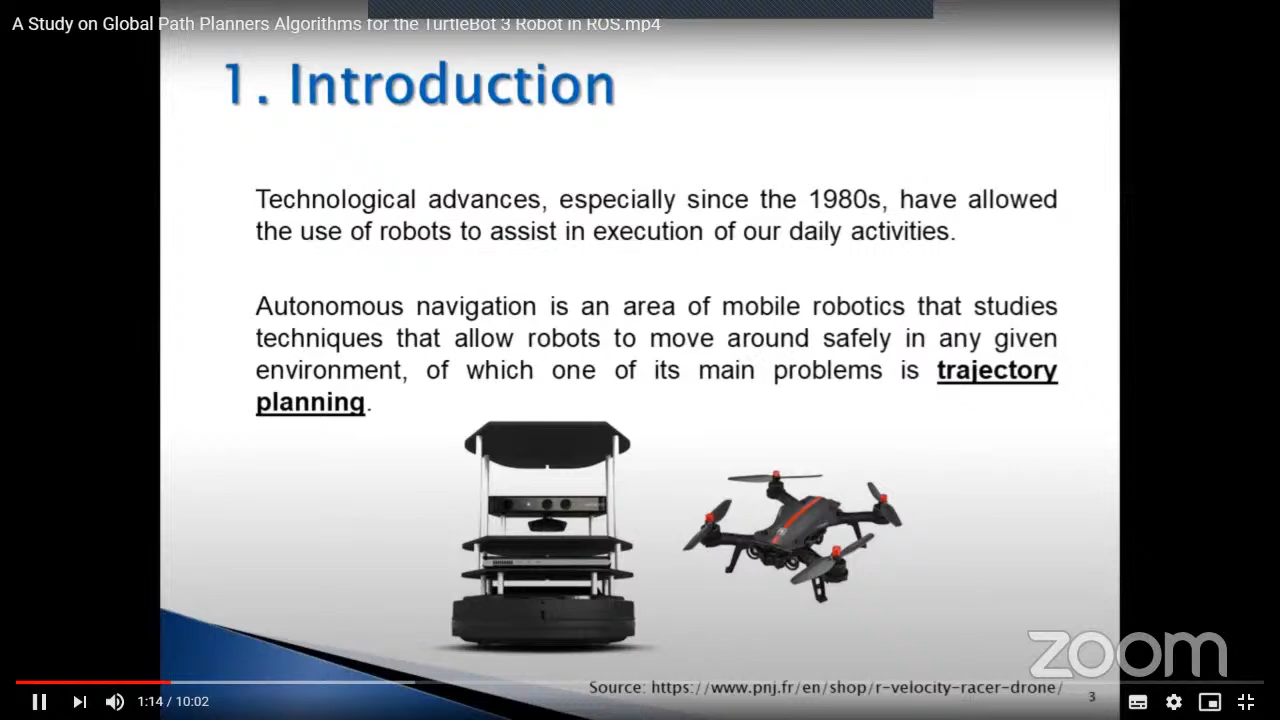 A Study on Global Path Planners Algorithms for the TurtleBot 3 Robot in ROS.mp4
1. Introduction
Technological advances, especially since the 1980s, have allowed
the use of robots to assist in execution of our daily activities.
Autonomous navigation is an area of mobile robotics that studies
techniques that allow robots to move around safely in any given
environment, of which one of its main problems is trajectory
planning.
zoom
Source: https://www.pnj.fr/en/shop/r-velocity-racer-drone/
3
1:14 / 10:02